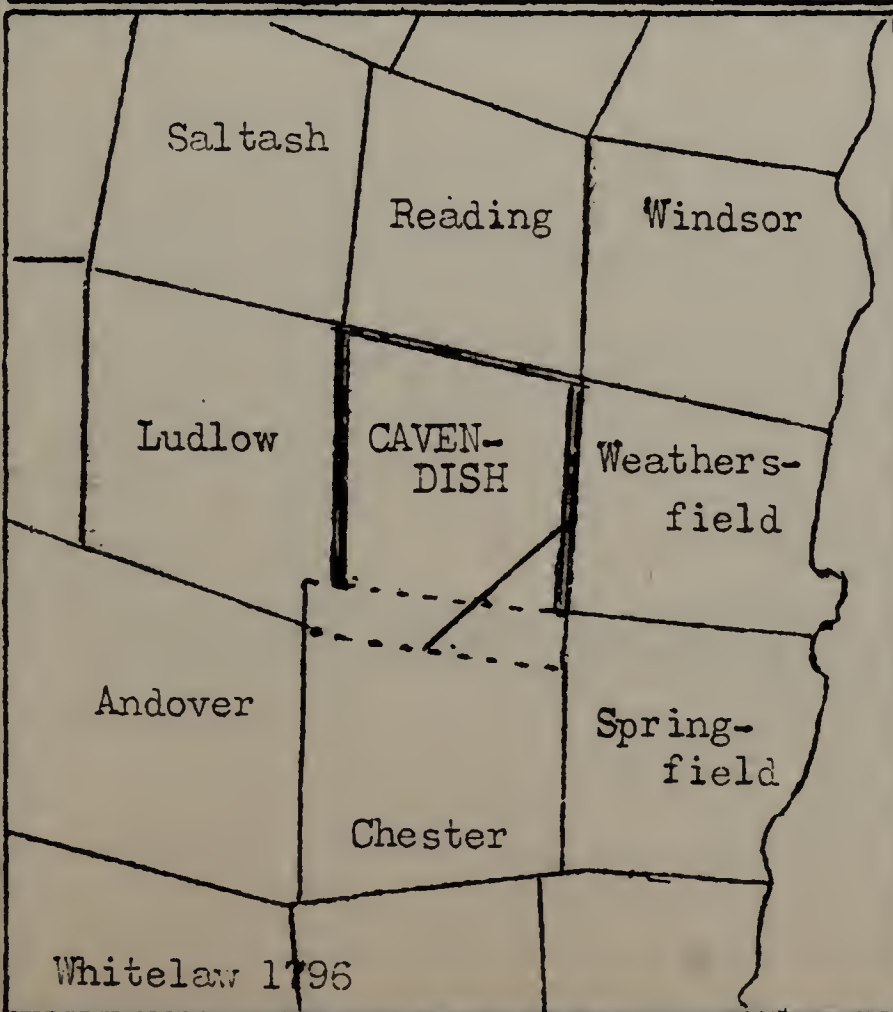 Saltash
Reading
Windsor
Ludlow
CAVEN-
DISH
Weathers-
field
Andover
Spring-
field
Chester
Whitelaw 1796